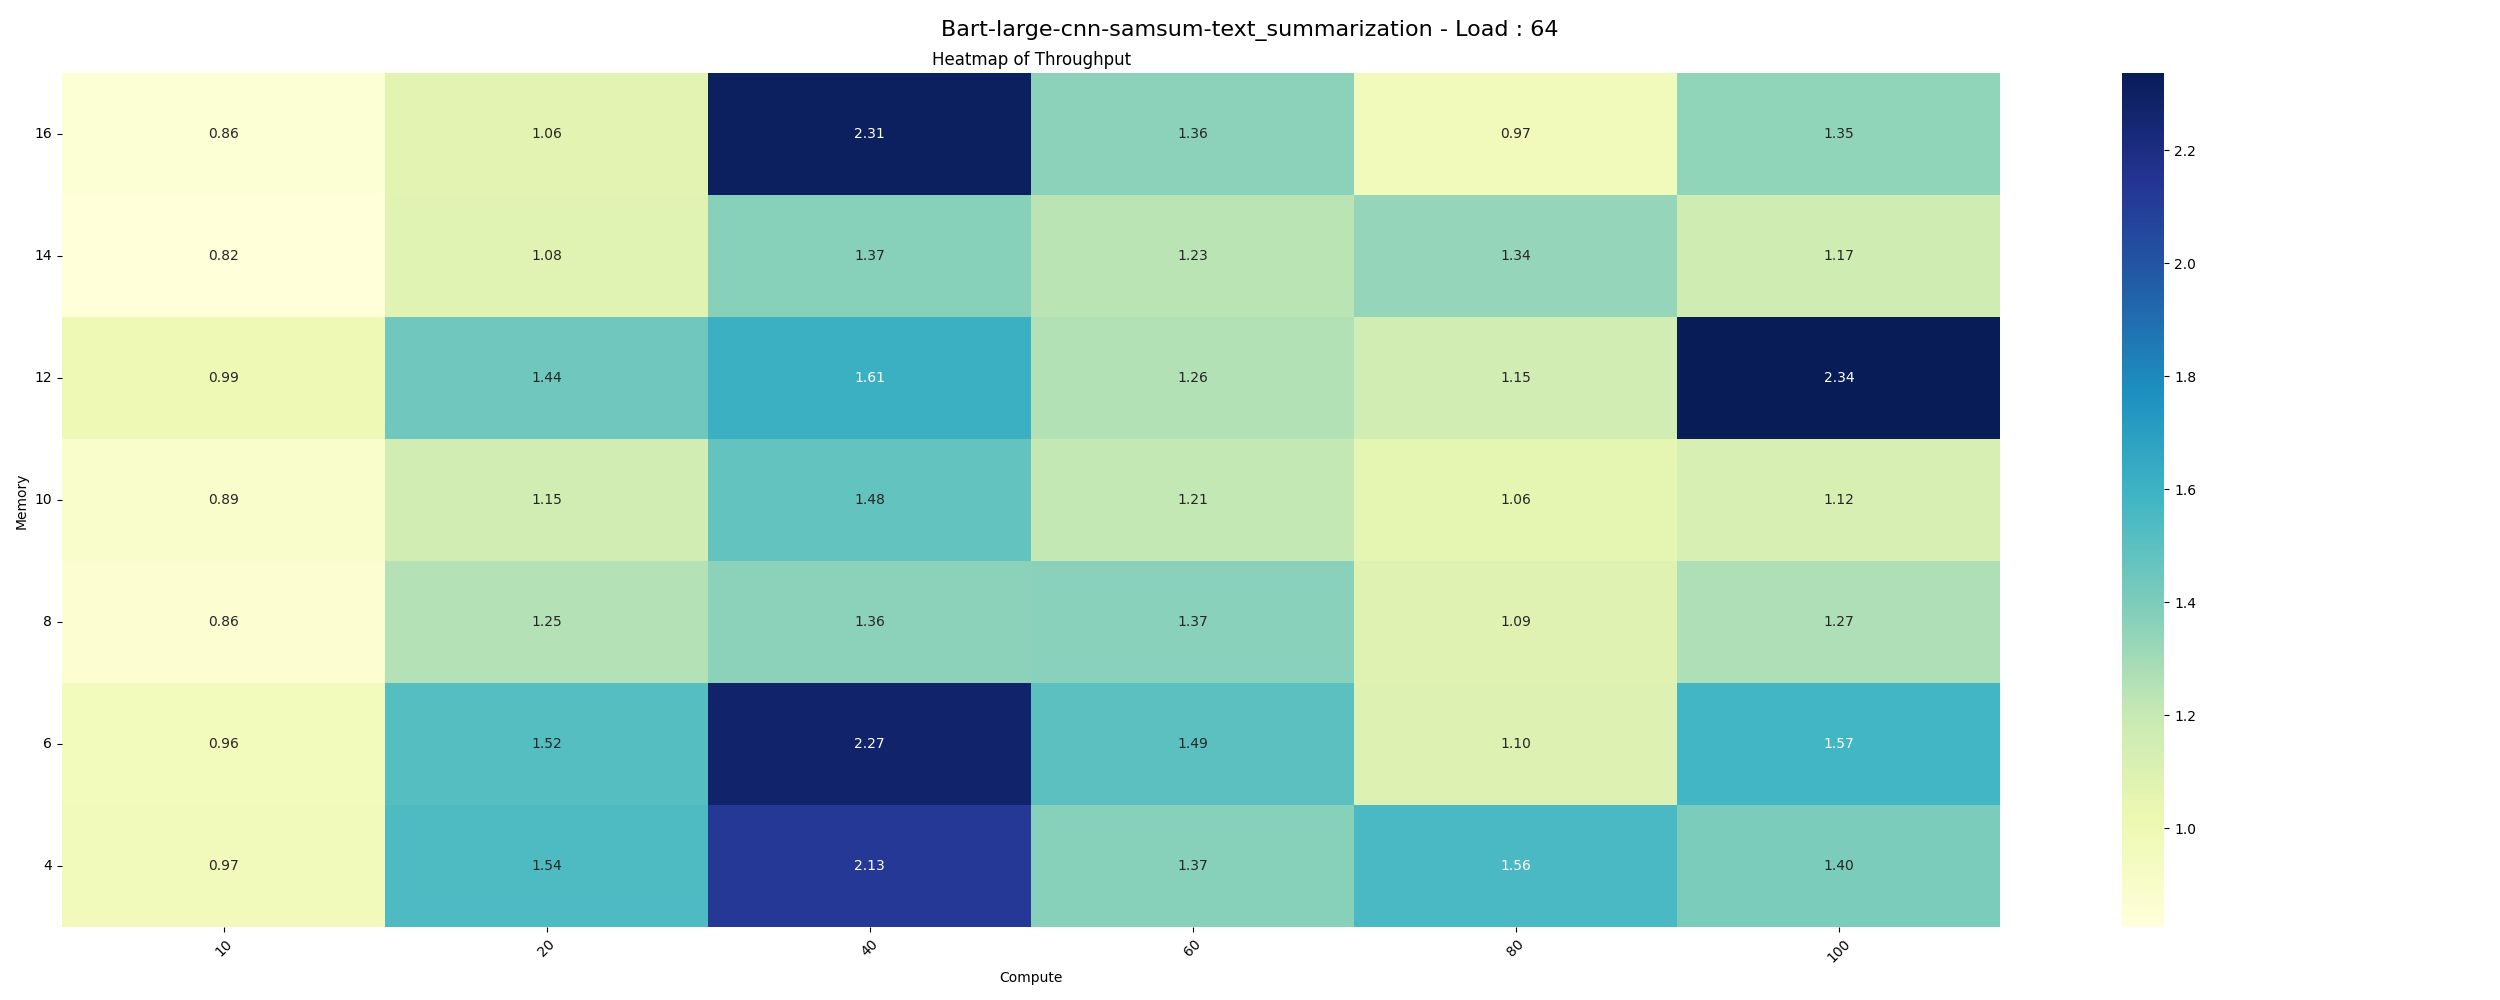 Bart-large-cnn-samsum-text_summarization - Load : 64
Heatmap of Throughput
16 0.86 1.06 2.31 1.36 0.97 1.35
2.2
14 0.82 1.08 1.37 1.23 1.34 1.17
2.0
12 0.99 1.44 1.61 1.26 1.15 2.34
1.8
Memory
10 0.89 1.15 1.48 1.21 1.06 1.12
1.6
8 0.86 1.25 1.36 1.37 1.09 1.27
1.4
6 0.96 1.52 2.27 1.49 1.10 1.57
1.2
4 0.97 1.54 2.13 1.37 1.56 1.40
1.0
10 20 40 60 80 100
Compute